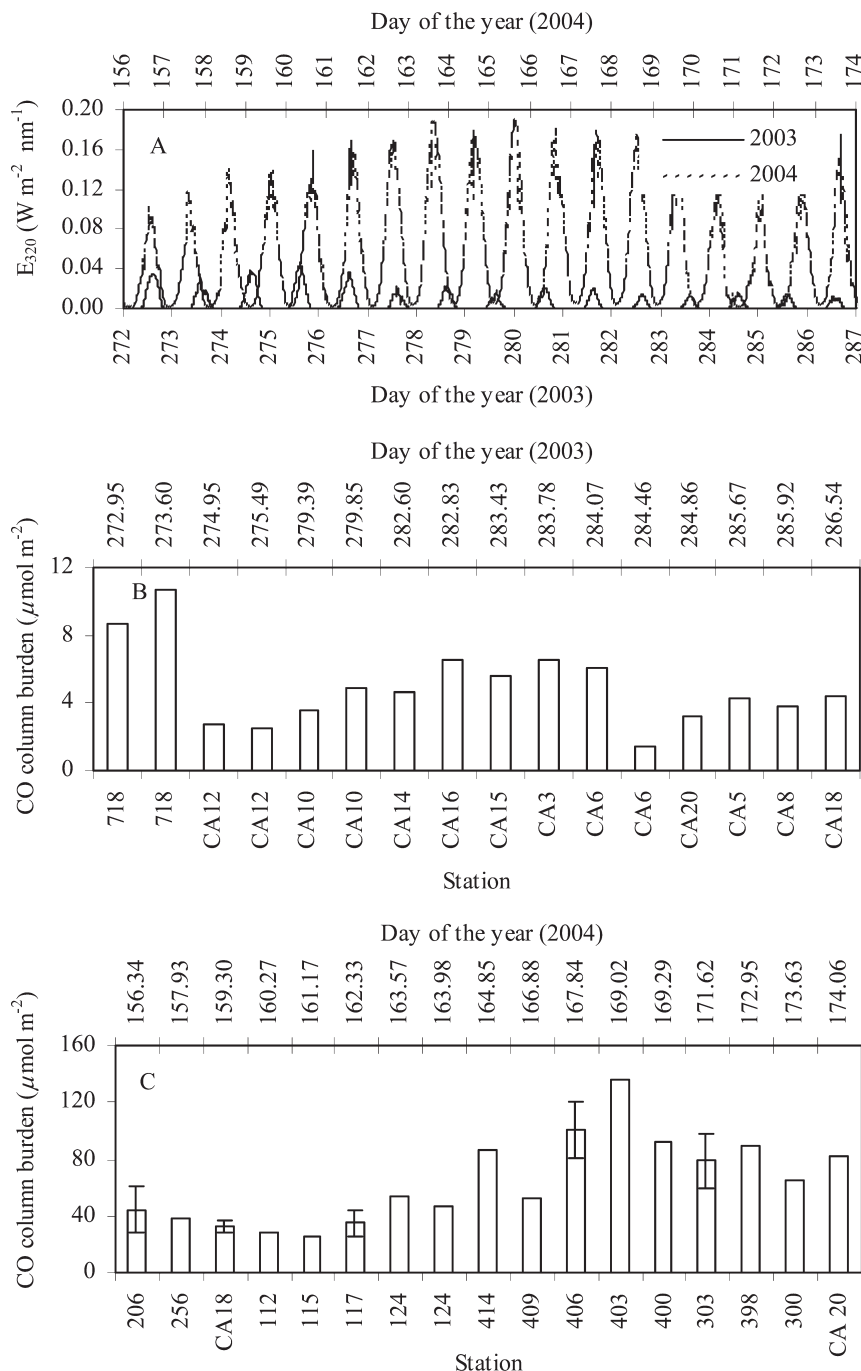 Day of the year (2004)
156 157 158 159 160 161 162 163 164 165 166 167 168 169 170 171 172 173 174
0.20
0.16
0.12
0.08
0.04
0.00
E320 (W m-2 nm-1)
A
2003
2004
272 273 274 275 276 277 278 279 280 281 282 283 284 285 286 287
Day of the year (2003)
Day of the year (2003)
272.95 273.60 274.95 275.49 279.39 279.85 282.60 282.83 283.43 283.78 284.07 284.46 284.86 285.67 285.92 286.54
12
8
4
0
CO column burden (μmol m-2)
B
718 718 CA12 CA12 CA10 CA10 CA14 CA16 CA15 CA3 CA6 CA6 CA20 CA5 CA8 CA18
Station
Day of the year (2004)
156.34 157.93 159.30 160.27 161.17 162.33 163.57 163.98 164.85 166.88 167.84 169.02 169.29 171.62 172.95 173.63 174.06
160
120
80
40
0
CO column burden (μmol m-2)
C
206 256 CA18 112 115 117 124 124 414 409 406 403 400 303 398 300 CA 20
Station